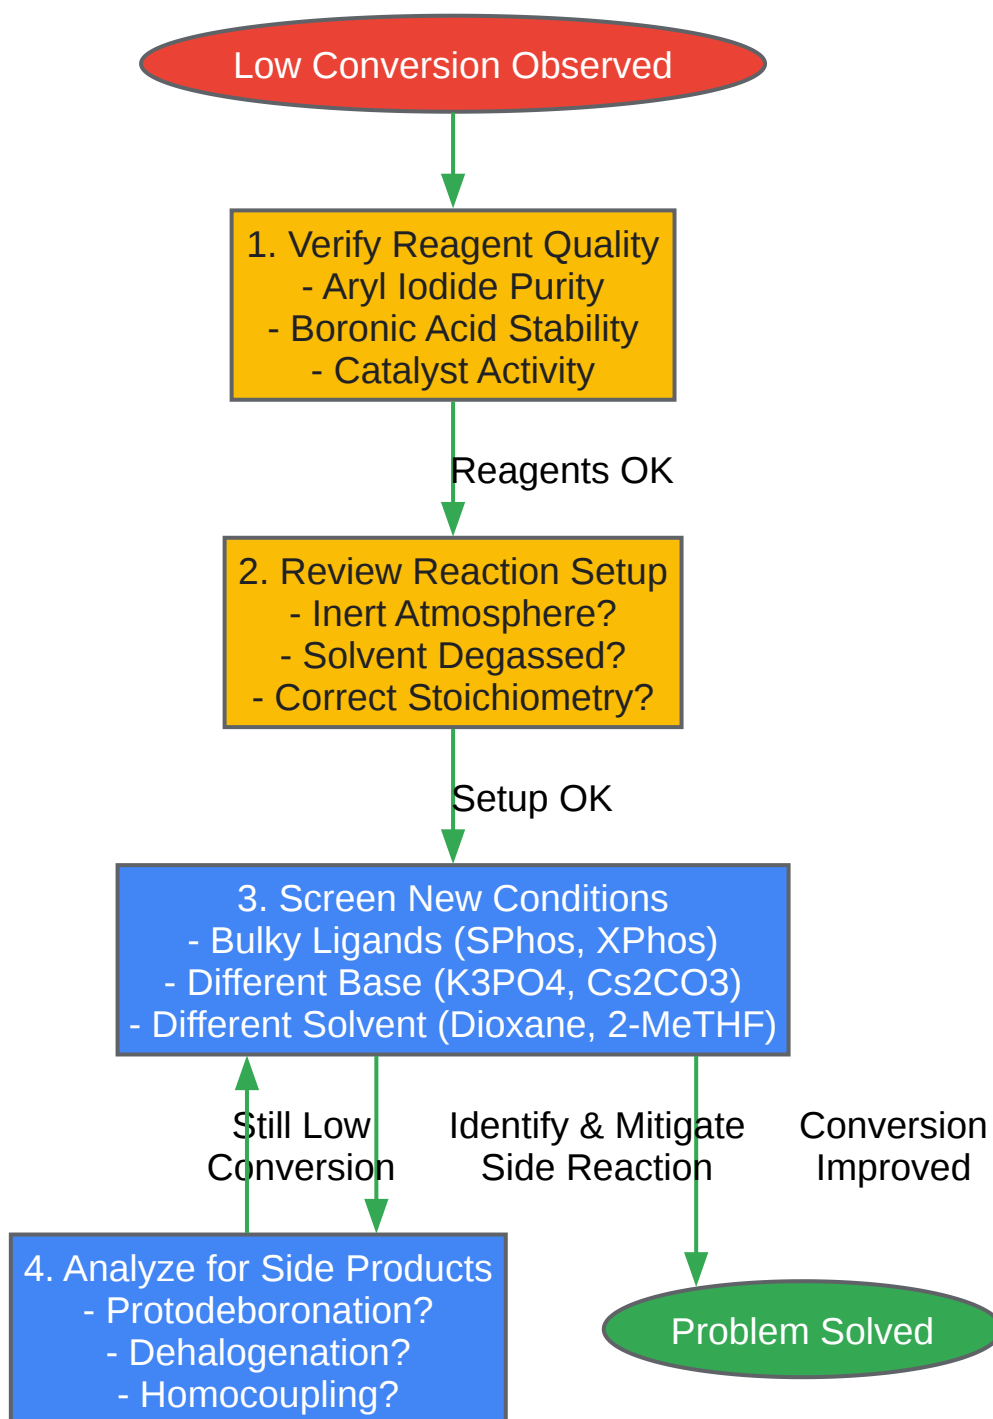 Low Conversion Observed
1. Verify Reagent Quality
- Aryl Iodide Purity
- Boronic Acid Stability
- Catalyst Activity
Reagents OK
2. Review Reaction Setup
- Inert Atmosphere?
- Solvent Degassed?
- Correct Stoichiometry?
Setup OK
3. Screen New Conditions
- Bulky Ligands (SPhos, XPhos)
- Different Base (K3PO4, Cs2CO3)
- Different Solvent (Dioxane, 2-MeTHF)
Still Low
Conversion
Identify & Mitigate
Side Reaction
Conversion
Improved
4. Analyze for Side Products
- Protodeboronation?
- Dehalogenation?
- Homocoupling?
Problem Solved